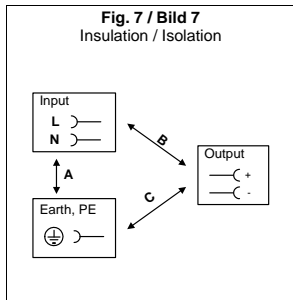 Fig. 7 / Bild 7
Insulation / Isolation
Input
L
N
B
Output
+
-
A
C
Earth, PE